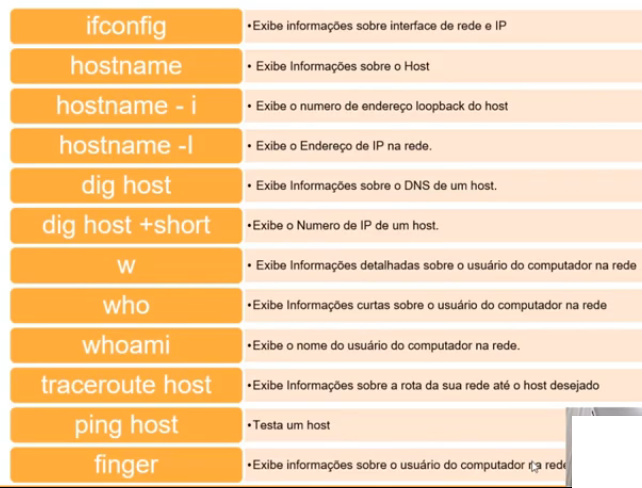 ifconfig •Exibe informações sobre interface de rede e IP
hostname • Exibe Informações sobre o Host
hostname - i • Exibe o numero de endereço loopback do host
hostname -I • Exibe o Endereço de IP na rede.
dig host • Exibe Informações sobre o DNS de um host.
dig host +short •Exibe o Numero de IP de um host.
w • Exibe Informações detalhadas sobre o usuário do computador na rede
who •Exibe Informações curtas sobre o usuário do computador na rede
whoami •Exibe o nome do usuário do computador na rede.
traceroute host •Exibe Informações sobre a rota da sua rede até o host desejado
ping host •Testa um host
finger •Exibe informações sobre o usuário do computador na rede